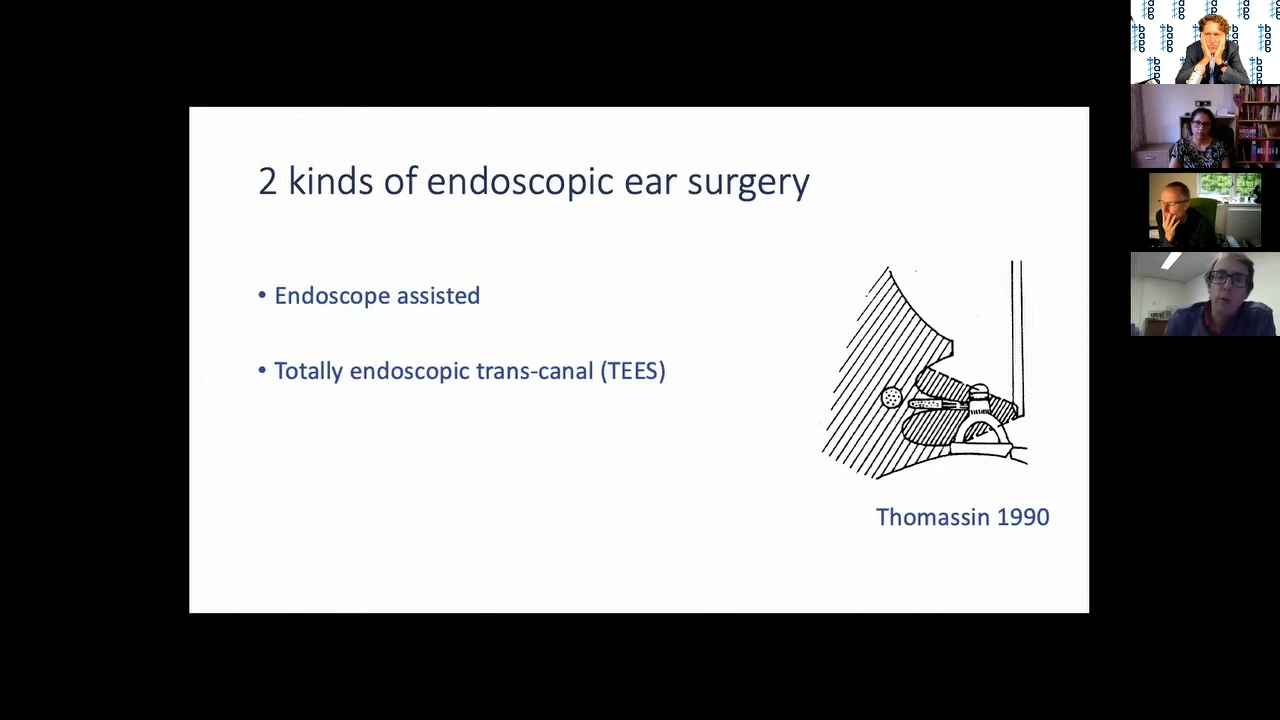 2 kinds of endoscopic ear surgery
• Endoscope assisted
• Totally endoscopic trans-canal (TEES)
Thomassin 1990